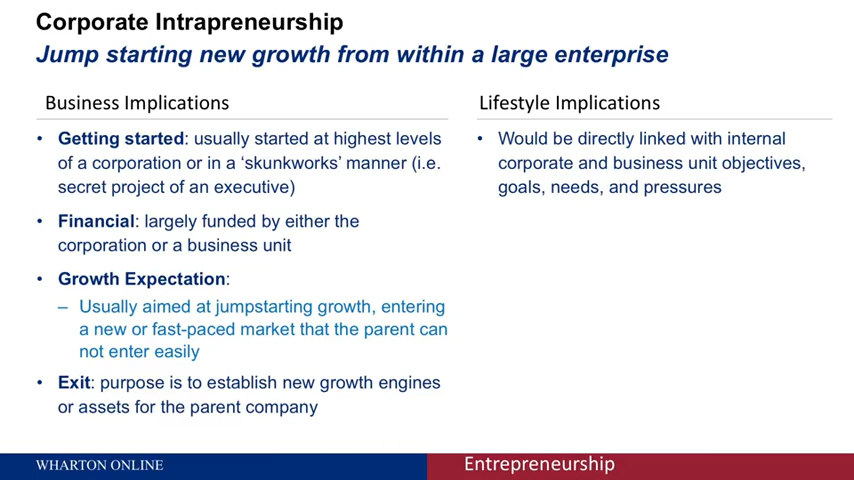 Corporate Intrapreneurship
Jump starting new growth from within a large enterprise
Business Implications
• Getting started: usually started at highest levels
of a corporation or in a ‘skunkworks’ manner (i.e.
secret project of an executive)
• Financial: largely funded by either the
corporation or a business unit
• Growth Expectation:
– Usually aimed at jumpstarting growth, entering
a new or fast-paced market that the parent can
not enter easily
• Exit: purpose is to establish new growth engines
or assets for the parent company
Lifestyle Implications
• Would be directly linked with internal
corporate and business unit objectives,
goals, needs, and pressures
WHARTON ONLINE
Entrepreneurship